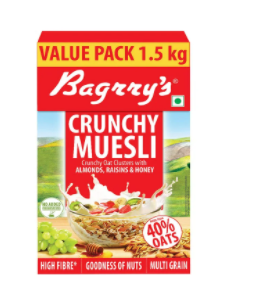 VALUE PACK 1.5 kg
Bagrry's®
CRUNCHY
MUESLI
Crunchy Oat Clusters with
ALMONDS, RAISINS & HONEY
40%
OATS
HIGH FIBRE* GOODNESS OF NUTS MULTI GRAIN